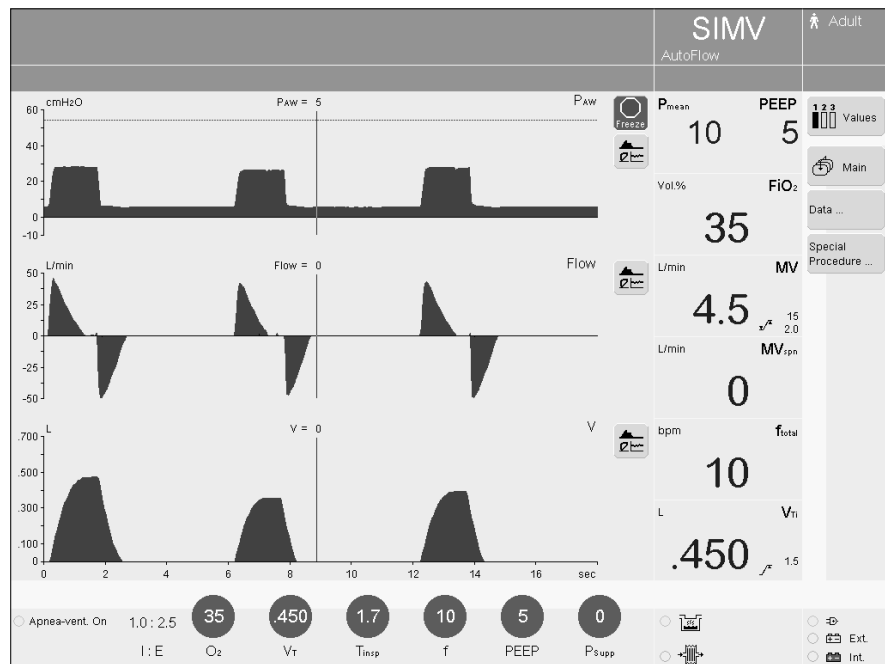 SIMV
AutoFlow
Adult
cmH2O
PAW = 5
PAW
60
40
20
0
-10
Freeze
L/min
Flow = 0
Flow
50
25
0
-25
-50
L
V = 0
V
.700
.500
.300
.100
0
0 2 4 6 8 10 12 14 16 sec
Pmean PEEP
10 5
Vol.% FiO2
35
L/min MV
4.5
15
2.0
L/min MVspn
0
bpm ftotal
10
L VTi
.450
1.5
1 2 3
Values
Main
Data ...
Special
Procedure ...
Apnea-vent. On
1.0 : 2.5 35 .450 1.7 10 5 0
I : E O2 VT Tinsp f PEEP PSupp
Ext.
Int.